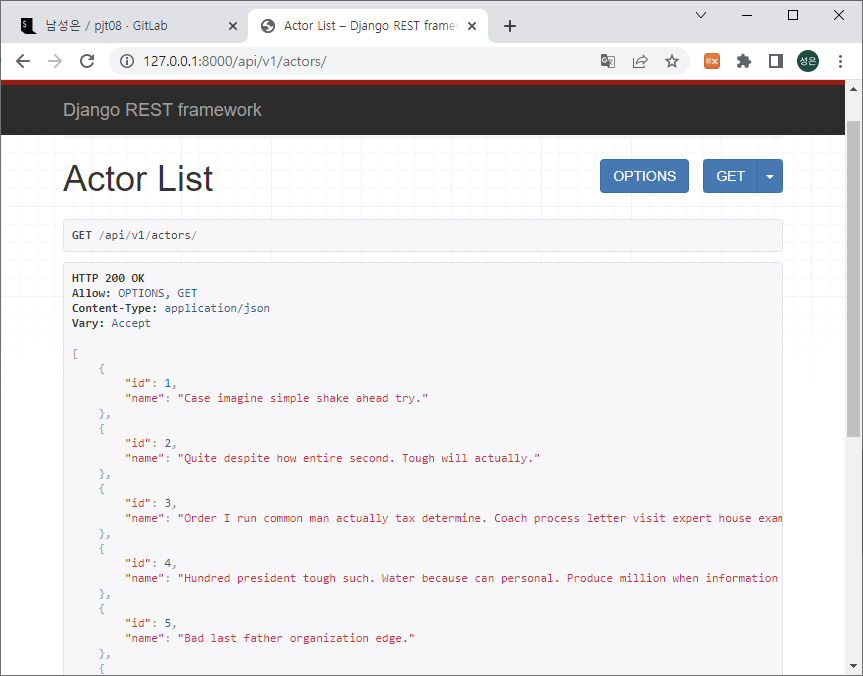 남성은 / pjt08 · GitLab
Actor List – Django REST frame
127.0.0.1:8000/api/v1/actors/
성은
Django REST framework
Actor List
OPTIONS
GET
GET /api/v1/actors/
HTTP 200 OK
Allow: OPTIONS, GET
Content-Type: application/json
Vary: Accept
[
{
"id": 1,
"name": "Case imagine simple shake ahead try."
},
{
"id": 2,
"name": "Quite despite how entire second. Tough will actually."
},
{
"id": 3,
"name": "Order I run common man actually tax determine. Coach process letter visit expert house exam
},
{
"id": 4,
"name": "Hundred president tough such. Water because can personal. Produce million when information
},
{
"id": 5,
"name": "Bad last father organization edge."
},
{